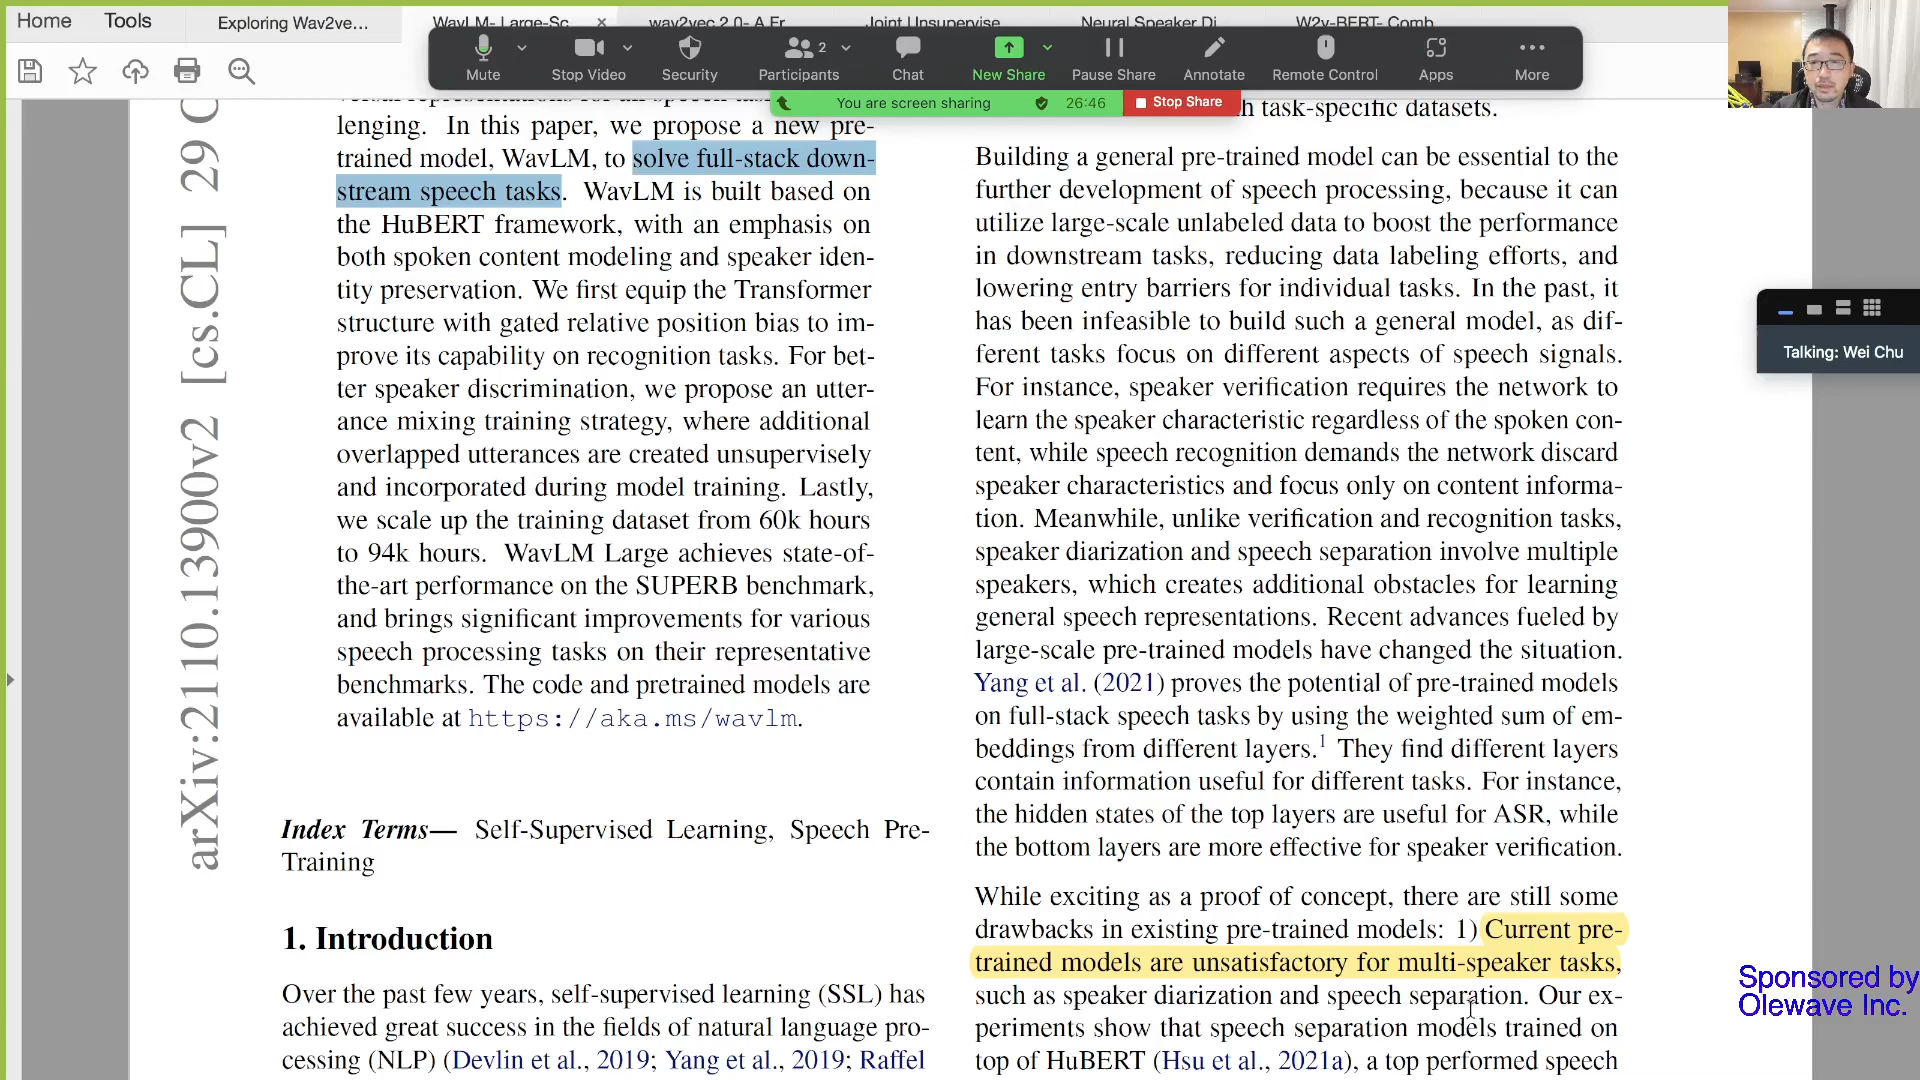 Home
Tools
Exploring Wav2ve...
WavLM- Large-Sc
wav2vec 2.0- A Fr
Joint Unsupervise
Neural Speaker Di
W2v-BERT- Comb
Mute
Stop Video
Security
2
Participants
Chat
New Share
Pause Share
Annotate
Remote Control
Apps
More
You are screen sharing
26:46
Stop Share
Talking: Wei Chu
arXiv:2110.13900v2 [cs.CL] 29
lenging. In this paper, we propose a new pre-
trained model, WavLM, to solve full-stack down-
stream speech tasks. WavLM is built based on
the HuBERT framework, with an emphasis on
both spoken content modeling and speaker iden-
tity preservation. We first equip the Transformer
structure with gated relative position bias to im-
prove its capability on recognition tasks. For bet-
ter speaker discrimination, we propose an utter-
ance mixing training strategy, where additional
overlapped utterances are created unsupervisely
and incorporated during model training. Lastly,
we scale up the training dataset from 60k hours
to 94k hours. WavLM Large achieves state-of-
the-art performance on the SUPERB benchmark,
and brings significant improvements for various
speech processing tasks on their representative
benchmarks. The code and pretrained models are
available at https://aka.ms/wavlm.
Index Terms— Self-Supervised Learning, Speech Pre-
Training
1. Introduction
Over the past few years, self-supervised learning (SSL) has
achieved great success in the fields of natural language pro-
cessing (NLP) (Devlin et al., 2019; Yang et al., 2019; Raffel
task-specific datasets.
Building a general pre-trained model can be essential to the
further development of speech processing, because it can
utilize large-scale unlabeled data to boost the performance
in downstream tasks, reducing data labeling efforts, and
lowering entry barriers for individual tasks. In the past, it
has been infeasible to build such a general model, as dif-
ferent tasks focus on different aspects of speech signals.
For instance, speaker verification requires the network to
learn the speaker characteristic regardless of the spoken con-
tent, while speech recognition demands the network discard
speaker characteristics and focus only on content informa-
tion. Meanwhile, unlike verification and recognition tasks,
speaker diarization and speech separation involve multiple
speakers, which creates additional obstacles for learning
general speech representations. Recent advances fueled by
large-scale pre-trained models have changed the situation.
Yang et al. (2021) proves the potential of pre-trained models
on full-stack speech tasks by using the weighted sum of em-
beddings from different layers.1 They find different layers
contain information useful for different tasks. For instance,
the hidden states of the top layers are useful for ASR, while
the bottom layers are more effective for speaker verification.
While exciting as a proof of concept, there are still some
drawbacks in existing pre-trained models: 1) Current pre-
trained models are unsatisfactory for multi-speaker tasks,
such as speaker diarization and speech separation. Our ex-
periments show that speech separation models trained on
top of HuBERT (Hsu et al., 2021a), a top performed speech
Sponsored by
Olewave Inc.